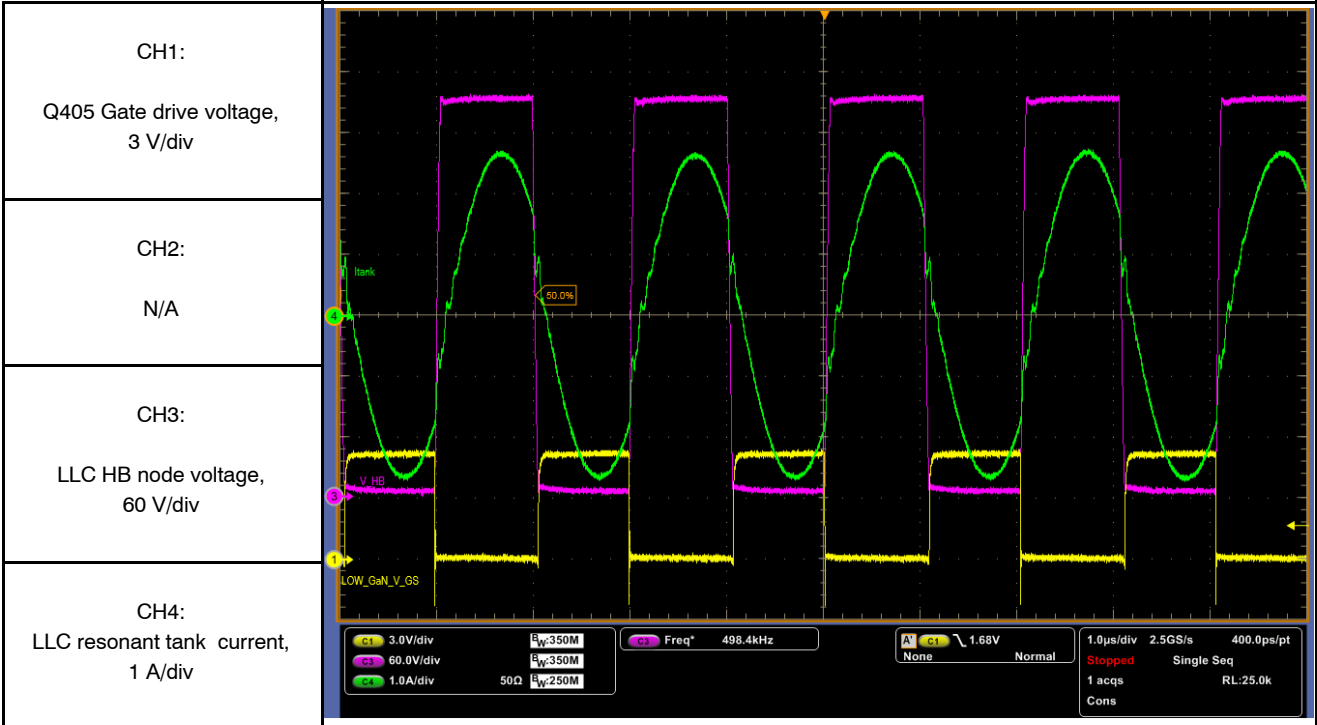 CH1:
Q405 Gate drive voltage,
3 V/div
CH2:
N/A
CH3:
LLC HB node voltage,
60 V/div
CH4:
LLC resonant tank current,
1 A/div
Itank
50.0%
4
V_HB
3
1
LOW_GaN_V_GS
C1 3.0V/div BW:350M
C3 60.0V/div BW:350M
C4 1.0A/div 50Ω BW:250M
C3 Freq* 498.4kHz
A' C1 1.68V
None Normal
1.0µs/div 2.5GS/s 400.0ps/pt
Stopped Single Seq
1 acqs RL:25.0k
Cons